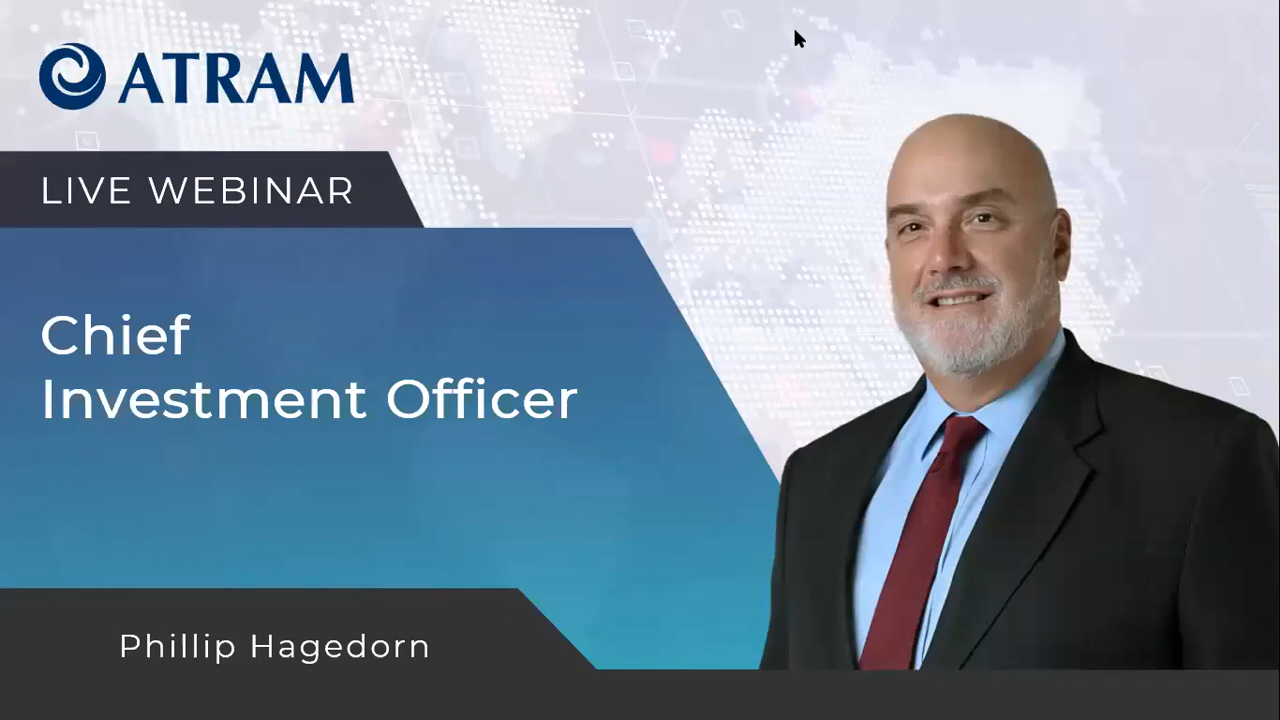 ATRAM
LIVE WEBINAR
Chief
Investment Officer
Phillip Hagedorn